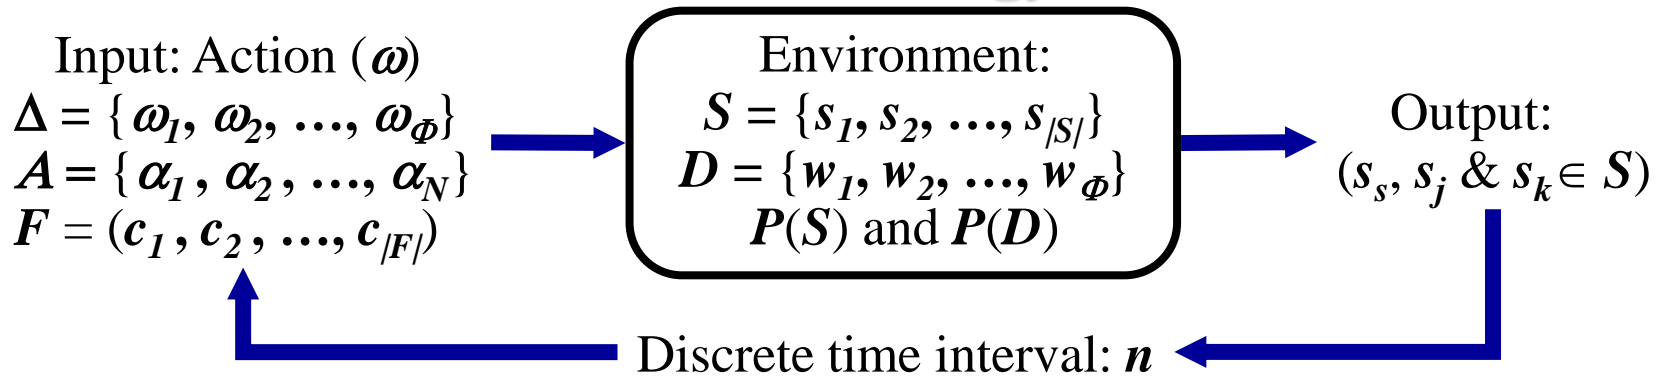 Input: Action (ω)
Δ = {ω1, ω2, …, ωΦ}
A = {α1, α2, …, αN}
F = (c1, c2, …, c|F|)
Environment:
S = {s1, s2, …, s|S|}
D = {w1, w2, …, wΦ}
P(S) and P(D)
Output:
(ss, sj & sk ∈ S)
Discrete time interval: n